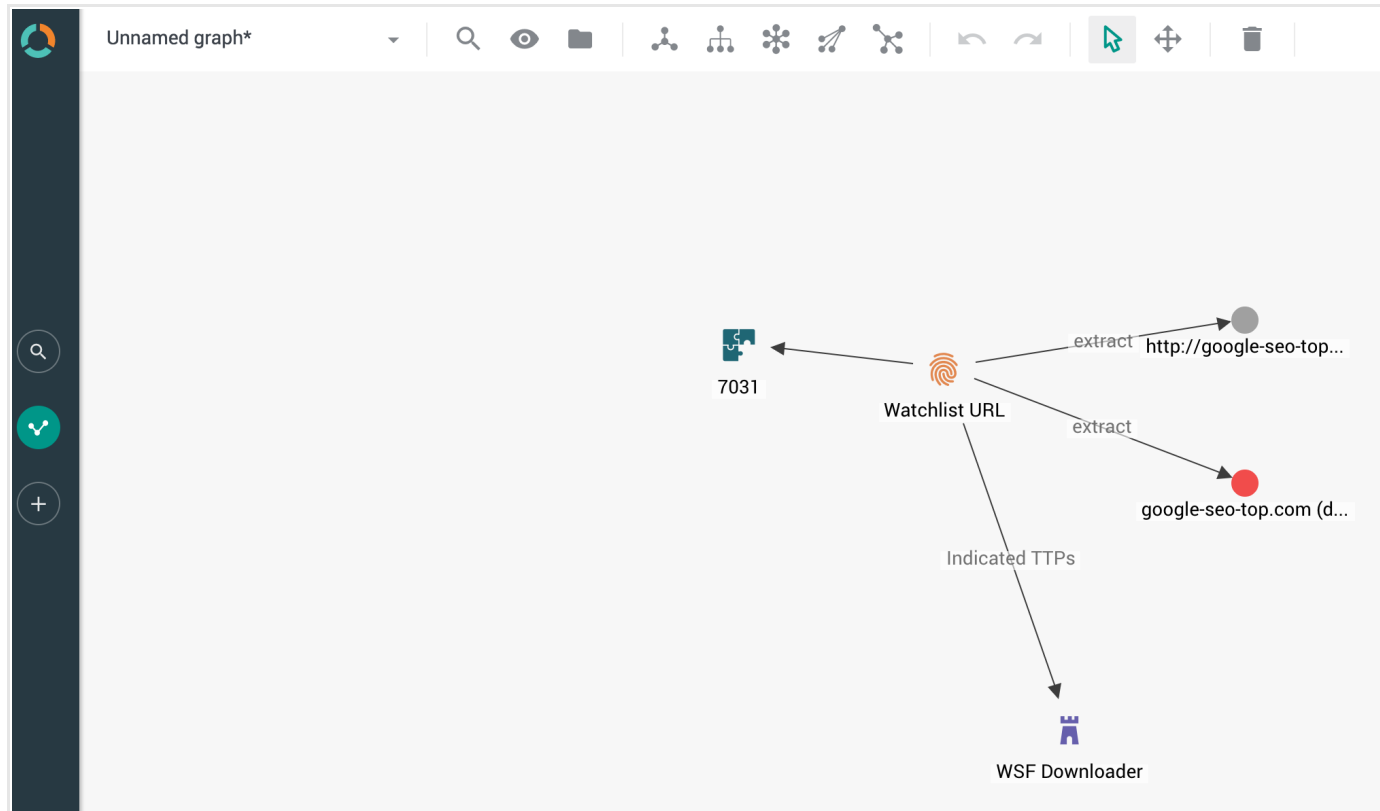 Unnamed graph*
extract
http://google-seo-top...
7031
Watchlist URL
extract
google-seo-top.com (d...
Indicated TTPs
WSF Downloader